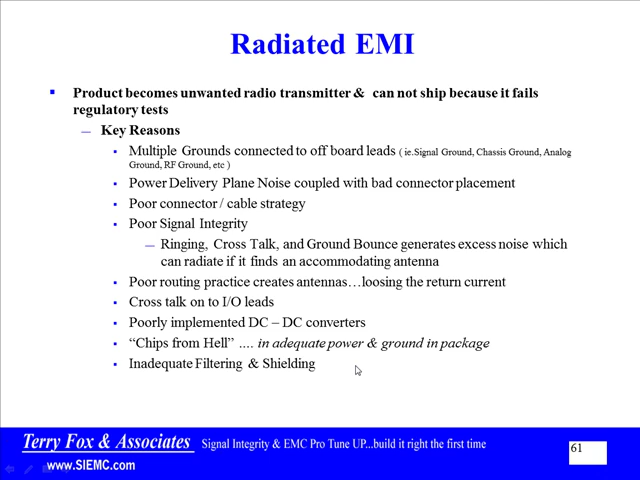 Radiated EMI
Product becomes unwanted radio transmitter & can not ship because it fails
regulatory tests
Key Reasons
Multiple Grounds connected to off board leads ( ie.Signal Ground, Chassis Ground, Analog
Ground, RF Ground, etc )
Power Delivery Plane Noise coupled with bad connector placement
Poor connector / cable strategy
Poor Signal Integrity
Ringing, Cross Talk, and Ground Bounce generates excess noise which
can radiate if it finds an accommodating antenna
Poor routing practice creates antennas…loosing the return current
Cross talk on to I/O leads
Poorly implemented DC – DC converters
“Chips from Hell” …. in adequate power & ground in package
Inadequate Filtering & Shielding
Terry Fox & Associates Signal Integrity & EMC Pro Tune UP...build it right the first time
61
www.SIEMC.com